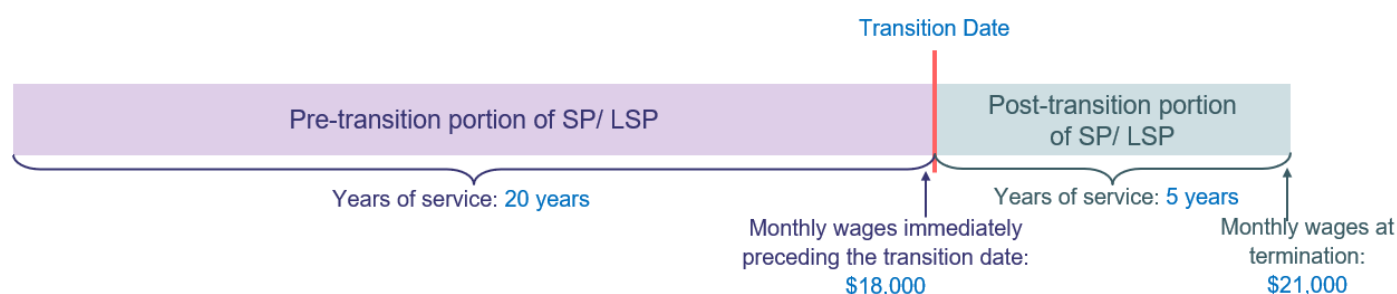 Transition Date
Pre-transition portion of SP/ LSP
Post-transition portion
of SP/ LSP
Years of service: 20 years
Years of service: 5 years
Monthly wages immediately
preceding the transition date:
$18,000
Monthly wages at
termination:
$21,000